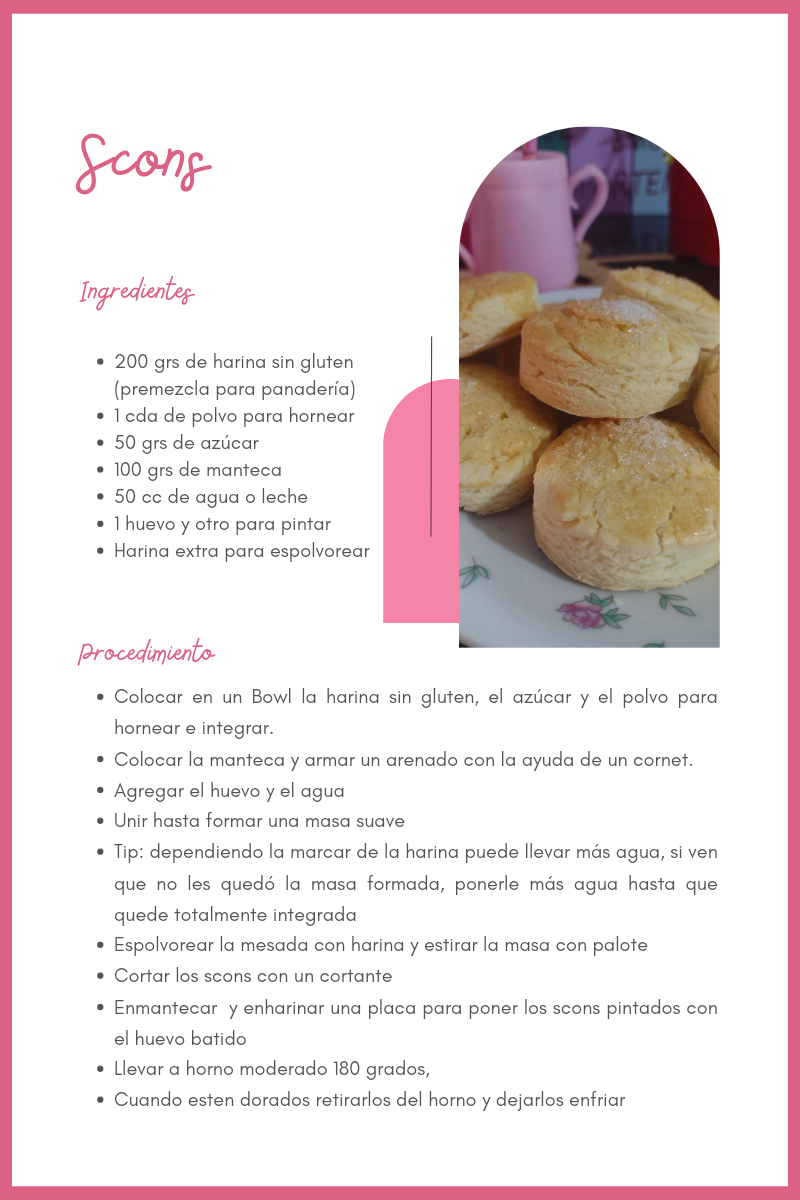 Scons
Ingredientes
200 grs de harina sin gluten
(premezcla para panadería)
1 cda de polvo para hornear
50 grs de azúcar
100 grs de manteca
50 cc de agua o leche
1 huevo y otro para pintar
Harina extra para espolvorear
Procedimiento
Colocar en un Bowl la harina sin gluten, el azúcar y el polvo para
hornear e integrar.
Colocar la manteca y armar un arenado con la ayuda de un cornet.
Agregar el huevo y el agua
Unir hasta formar una masa suave
Tip: dependiendo la marcar de la harina puede llevar más agua, si ven
que no les quedó la masa formada, ponerle más agua hasta que
quede totalmente integrada
Espolvorear la mesada con harina y estirar la masa con palote
Cortar los scons con un cortante
Enmantecar y enharinar una placa para poner los scons pintados con
el huevo batido
Llevar a horno moderado 180 grados,
Cuando esten dorados retirarlos del horno y dejarlos enfriar